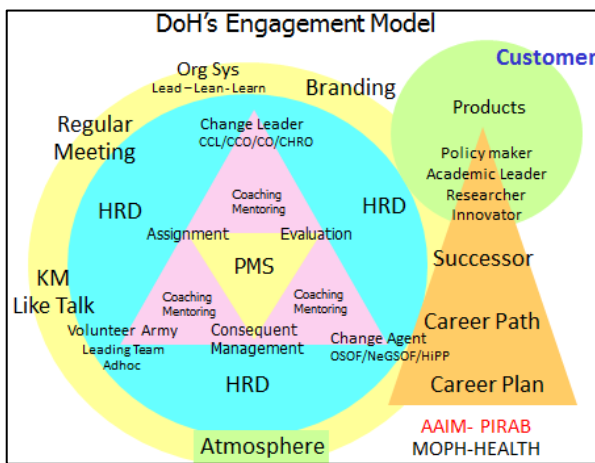 DoH's Engagement Model
Customer
Org Sys
Lead – Lean - Learn
Branding
Products
Regular
Meeting
Change Leader
CCL/CCO/CO/CHRO
Policy maker
Academic Leader
Researcher
Innovator
Coaching
Mentoring
HRD
HRD
Assignment
Evaluation
PMS
Successor
KM
Like Talk
Coaching
Mentoring
Coaching
Mentoring
Volunteer Army
Leading Team
Adhoc
Consequent
Management
Change Agent
OSOF/NeGSOF/HiPP
Career Path
HRD
Career Plan
Atmosphere
AAIM- PIRAB
MOPH-HEALTH